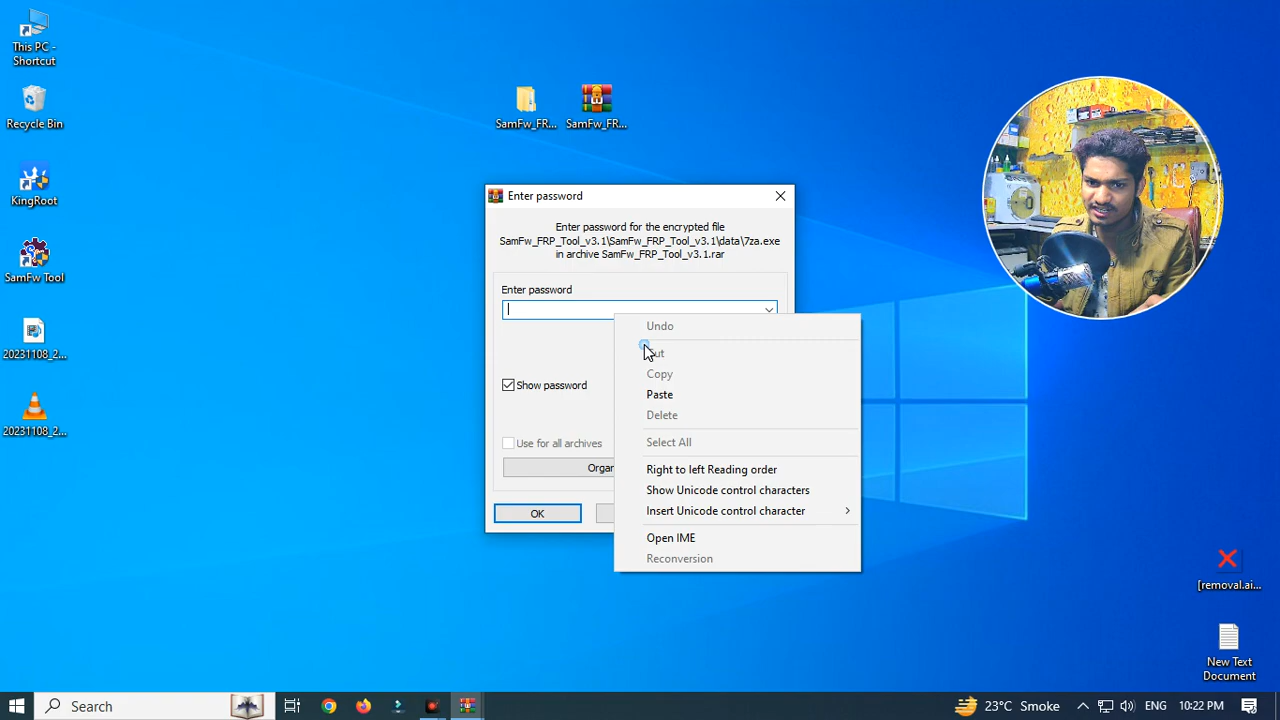 This PC -
Shortcut
Recycle Bin
KingRoot
SamFw Tool
20231108_2...
20231108_2...
SamFw_FR...
SamFw_FR...
Enter password
Enter password for the encrypted file
SamFw_FRP_Tool_v3.1\SamFw_FRP_Tool_v3.1\data\7za.exe
in archive SamFw_FRP_Tool_v3.1.rar
Enter password
Show password
Use for all archives
Organ
OK
Undo
Cut
Copy
Paste
Delete
Select All
Right to left Reading order
Show Unicode control characters
Insert Unicode control character
Open IME
Reconversion
[removal.ai...
New Text
Document
Search
23°C Smoke
ENG
10:22 PM